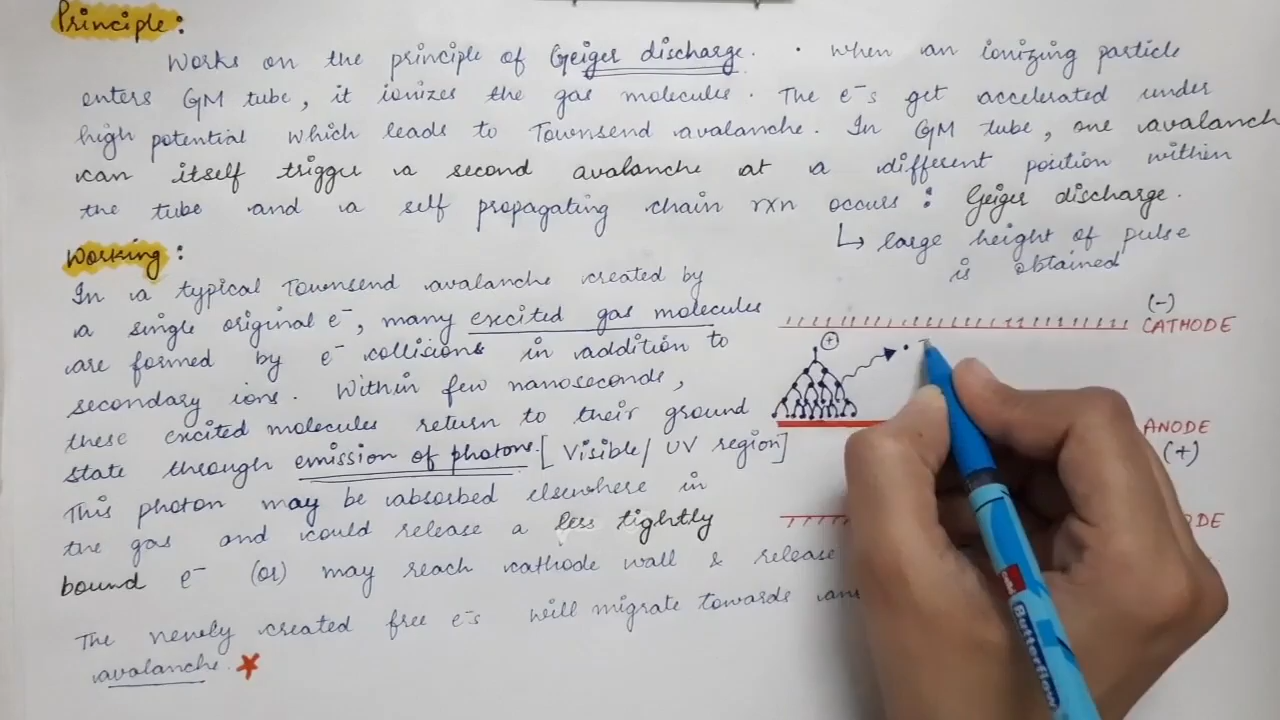 Principle :
Works on the principle of Geiger discharge. • When an ionizing particle
enters GM tube, it ionizes the gas molecules. The e⁻s get accelerated under
high potential which leads to Townsend avalanche. In GM tube, one avalanch
can itself trigger a second avalanche at a different position within
the tube and a self propagating chain rxn occurs : Geiger discharge.
↳ large height of pulse
is obtained
Working :
In a typical Townsend avalanche created by
a single original e⁻, many excited gas molecules
are formed by e⁻ collisions in addition to
secondary ions. Within few nanoseconds,
these excited molecules return to their ground
state through emission of photons. [Visible/ UV region]
This photon may be absorbed elsewhere in
the gas and could release a less tightly
bound e⁻ (or) may reach cathode wall & release
The newly created free e⁻s will migrate towards
avalanche.
(-)
CATHODE
+
ANODE
(+)
ODE
cello
Butterflow